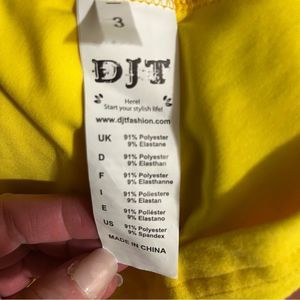 3
DJT
Here!
Start your stylish life!
www.djtfashion.com
UK 91% Polyester
9% Elastane
D 91% Polyester
9% Elasthan
F 91% Polyester
9% Elasthanne
I 91% Poliestere
9% Elastan
E 91% Poliéster
9% Elastano
US 91% Polyester
9% Spandex
MADE IN CHINA